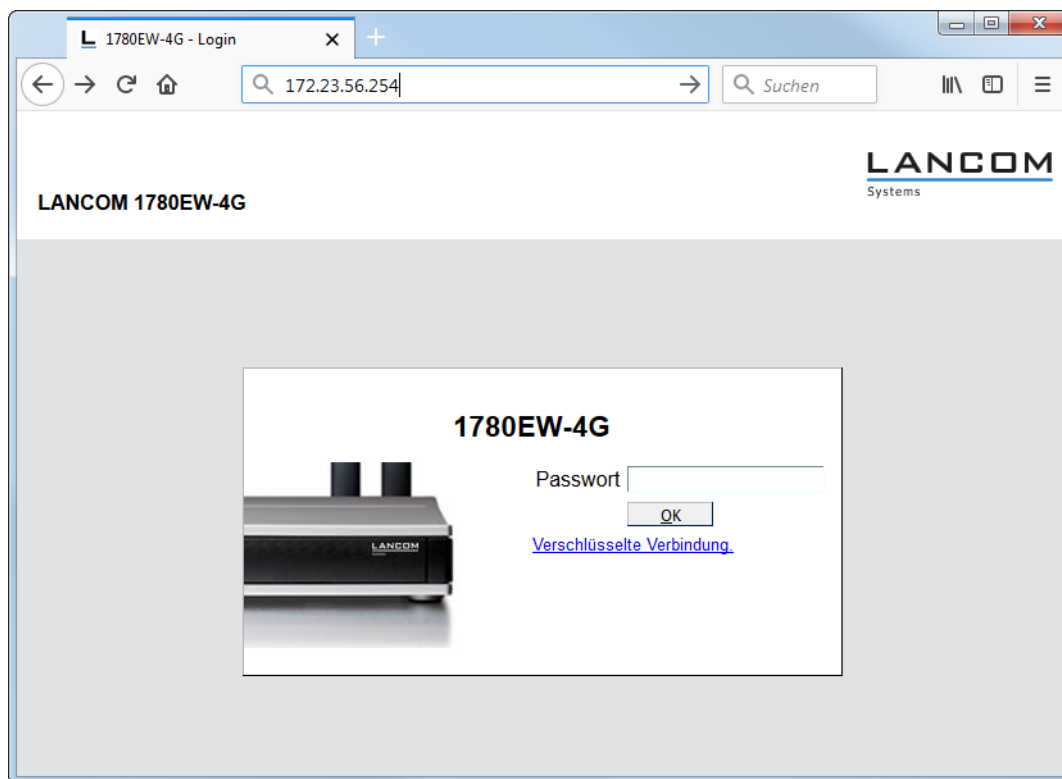 1780EW-4G - Login
172.23.56.254
Suchen
LANCOM
Systems
LANCOM 1780EW-4G
1780EW-4G
Passwort
OK
Verschlüsselte Verbindung.
LANCOM
Systems